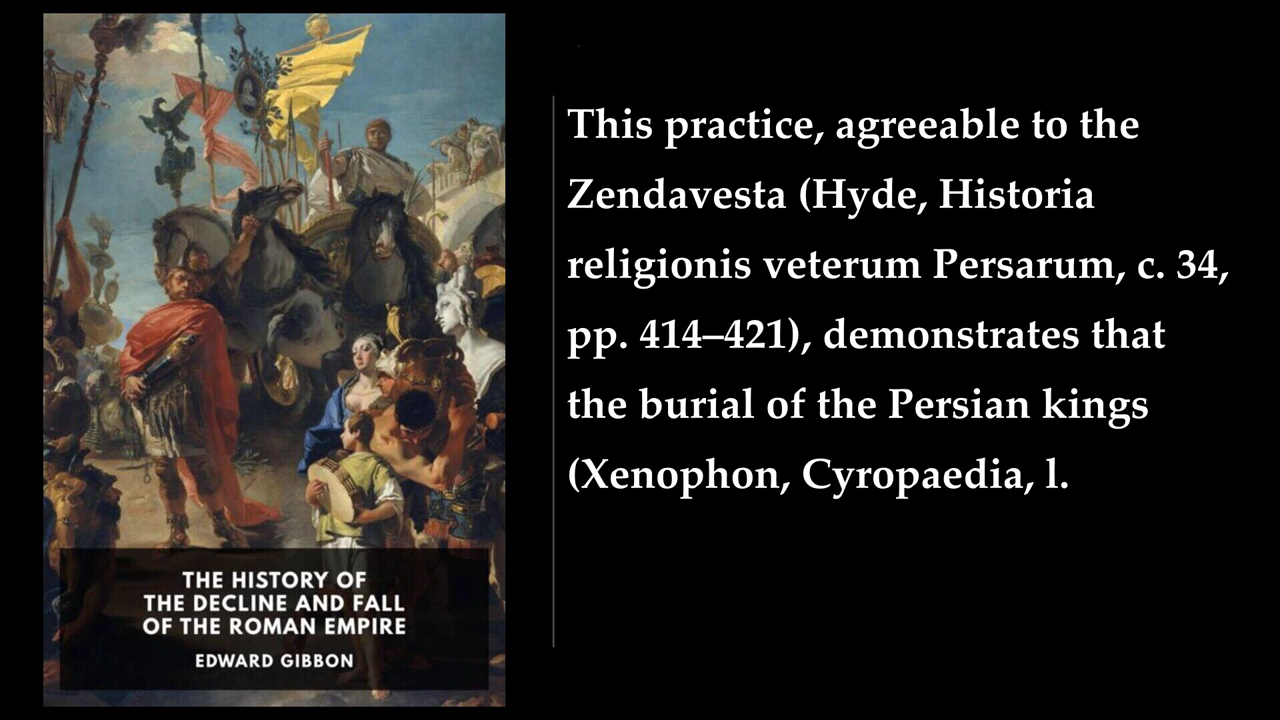 THE HISTORY OF
THE DECLINE AND FALL
OF THE ROMAN EMPIRE
EDWARD GIBBON
This practice, agreeable to the
Zendavesta (Hyde, Historia
religionis veterum Persarum, c. 34,
pp. 414–421), demonstrates that
the burial of the Persian kings
(Xenophon, Cyropaedia, l.